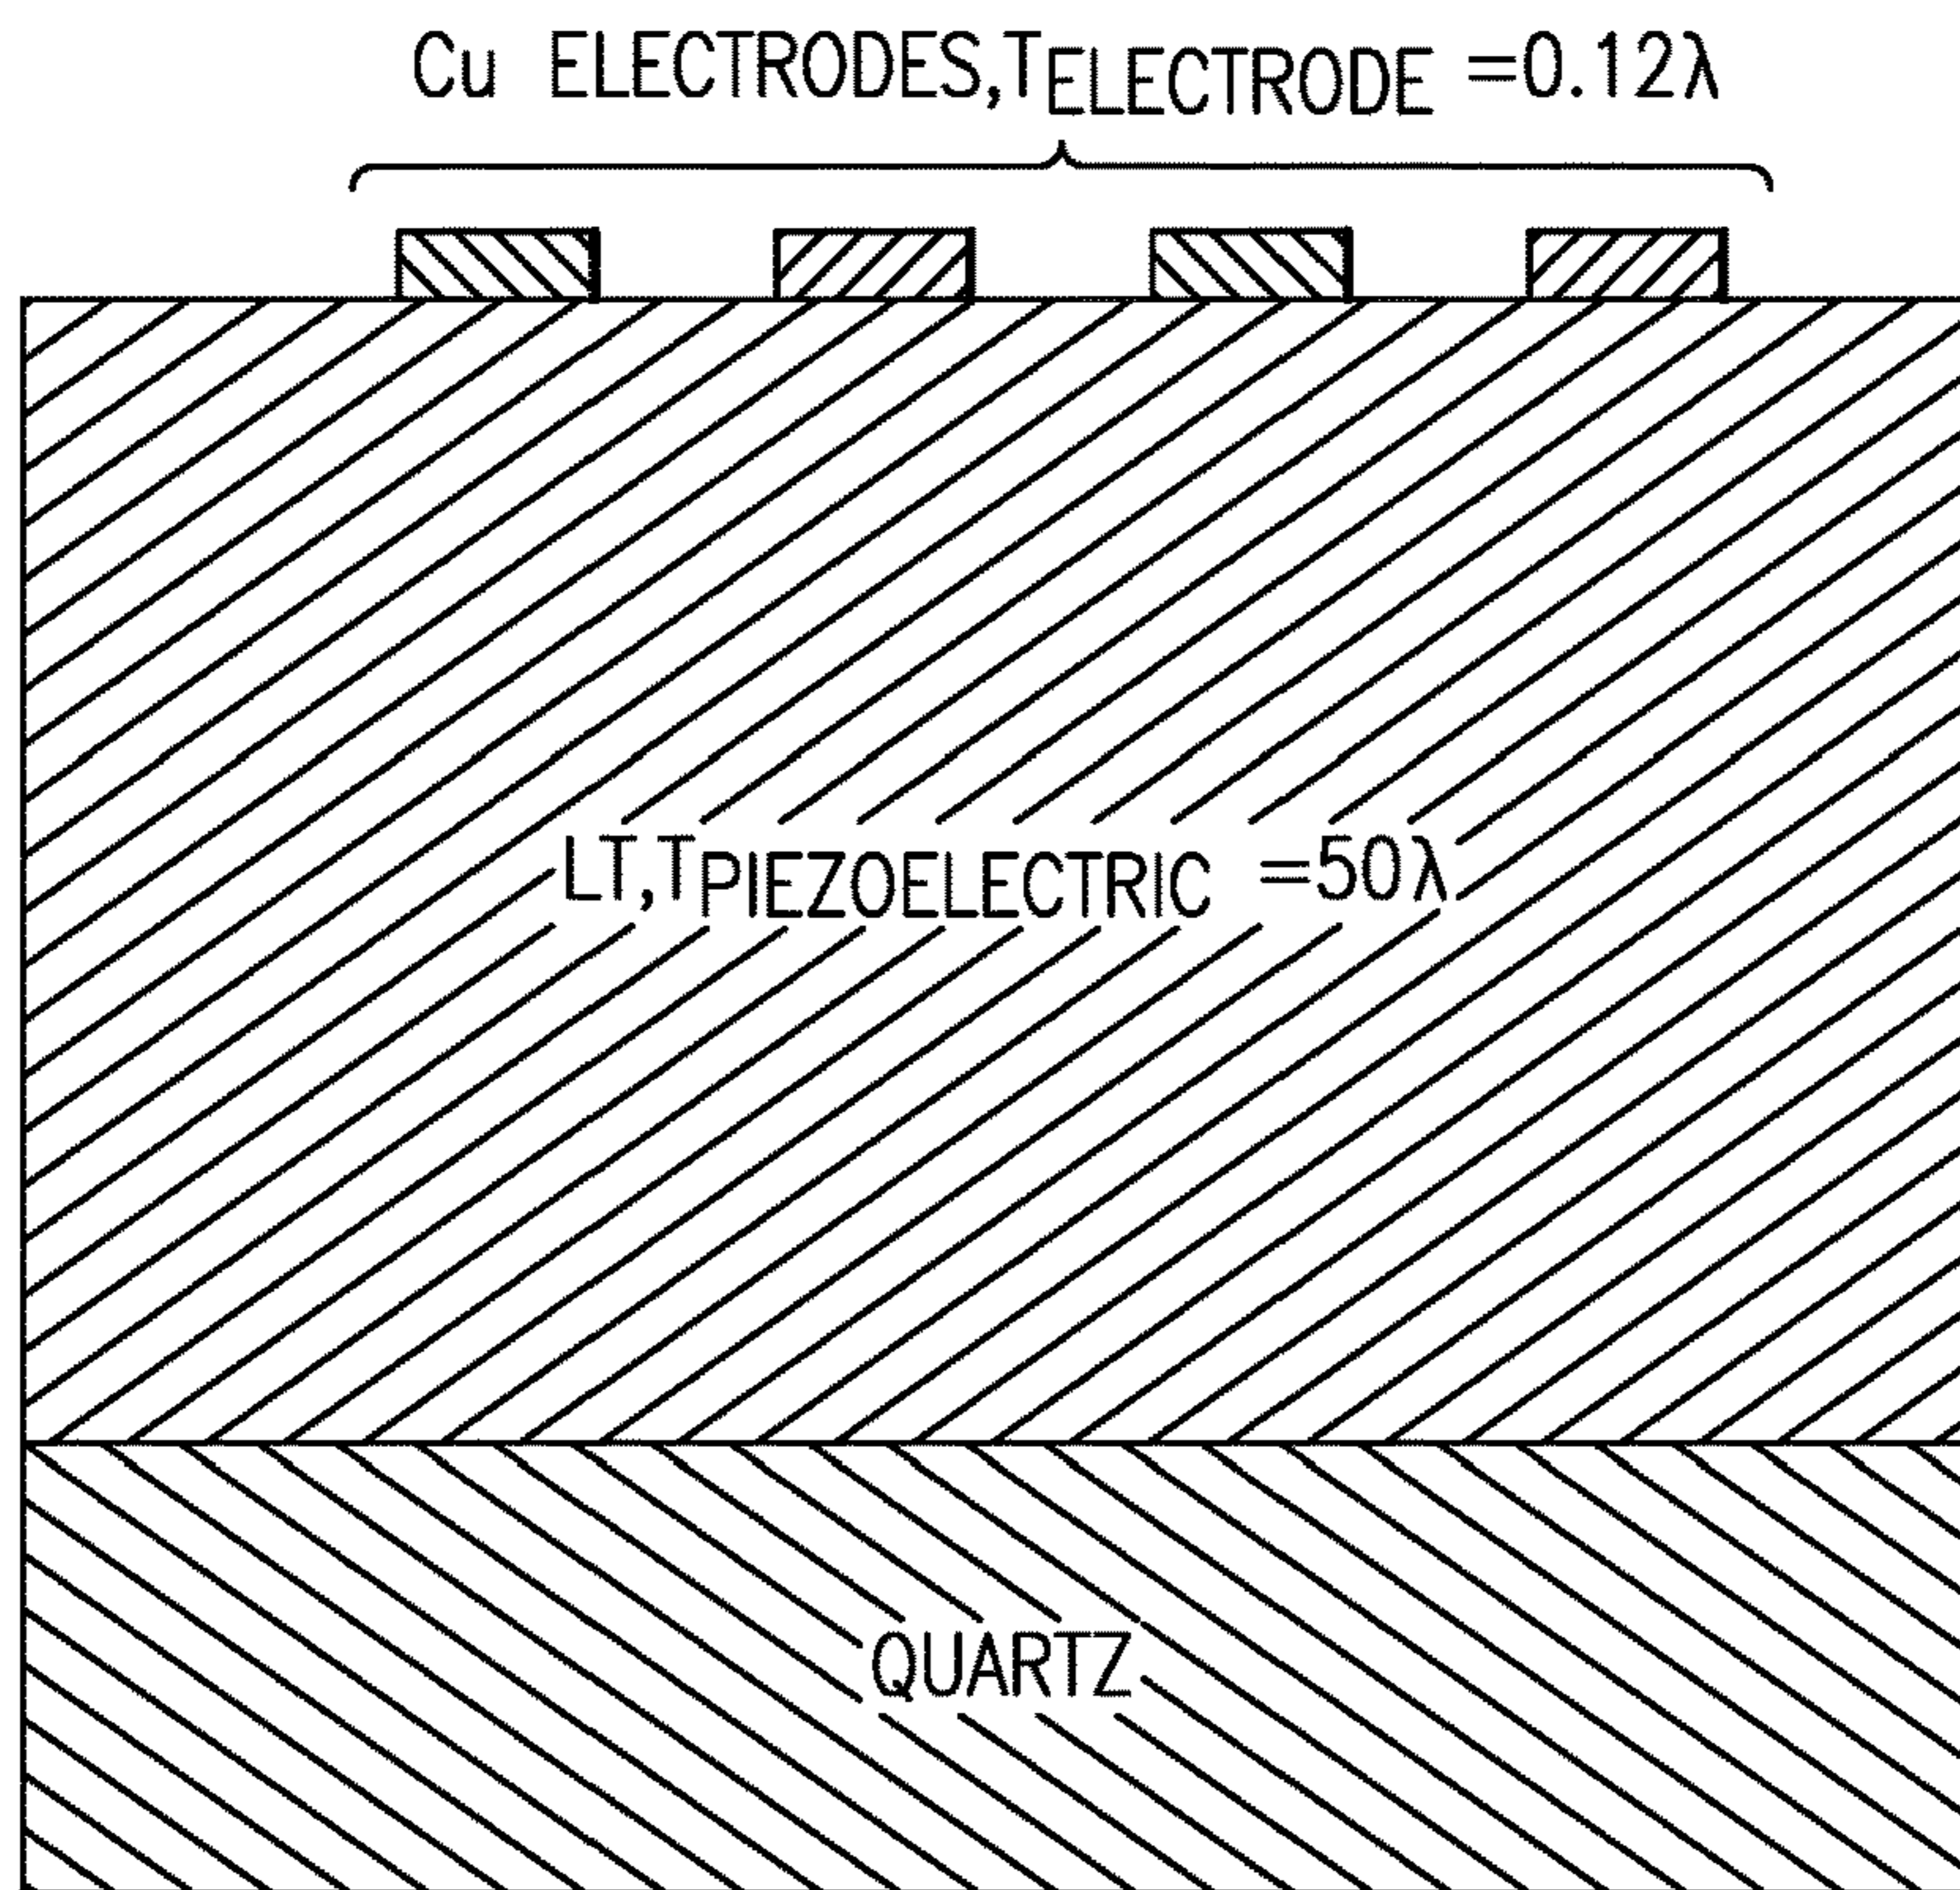 Cu ELECTRODES,TELECTRODE =0.12λ
LT,TPIEZOELECTRIC =50λ
QUARTZ